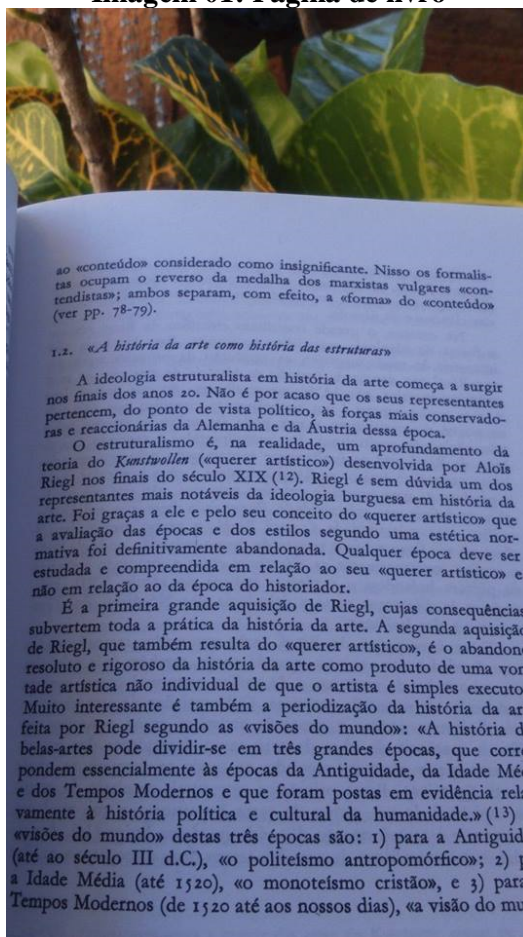 Imagem 01: Página de livro
ao «conteúdo» considerado como insignificante. Nisso os formalis-
tas ocupam o reverso da medalha dos marxistas vulgares «con-
tendistas»; ambos separam, com efeito, a «forma» do «conteúdo»
(ver pp. 78-79).
1.2. «A história da arte como história das estruturas»
A ideologia estruturalista em história da arte começa a surgir
nos finais dos anos 20. Não é por acaso que os seus representantes
pertencem, do ponto de vista político, às forças mais conservado-
ras e reaccionárias da Alemanha e da Áustria dessa época.
O estruturalismo é, na realidade, um aprofundamento da
teoria do Kunstwollen («querer artístico») desenvolvida por Aloïs
Riegl nos finais do século XIX (12). Riegl é sem dúvida um dos
representantes mais notáveis da ideologia burguesa em história da
arte. Foi graças a ele e pelo seu conceito do «querer artístico» que
a avaliação das épocas e dos estilos segundo uma estética nor-
mativa foi definitivamente abandonada. Qualquer época deve ser
estudada e compreendida em relação ao seu «querer artístico» e
não em relação ao da época do historiador.
É a primeira grande aquisição de Riegl, cujas consequências
subvertem toda a prática da história da arte. A segunda aquisição
de Riegl, que também resulta do «querer artístico», é o abandon
resoluto e rigoroso da história da arte como produto de uma von
tade artística não individual de que o artista é simples executo
Muito interessante é também a periodização da história da ar
feita por Riegl segundo as «visões do mundo»: «A história d
belas-artes pode dividir-se em três grandes épocas, que corre
pondem essencialmente às épocas da Antiguidade, da Idade Mé
e dos Tempos Modernos e que foram postas em evidência rela
vamente à história política e cultural da humanidade.» (13)
«visões do mundo» destas três épocas são: 1) para a Antiguid
(até ao século III d.C.), «o politeísmo antropomórfico»; 2) p
a Idade Média (até 1520), «o monoteísmo cristão», e 3) para
Tempos Modernos (de 1520 até aos nossos dias), «a visão do mu